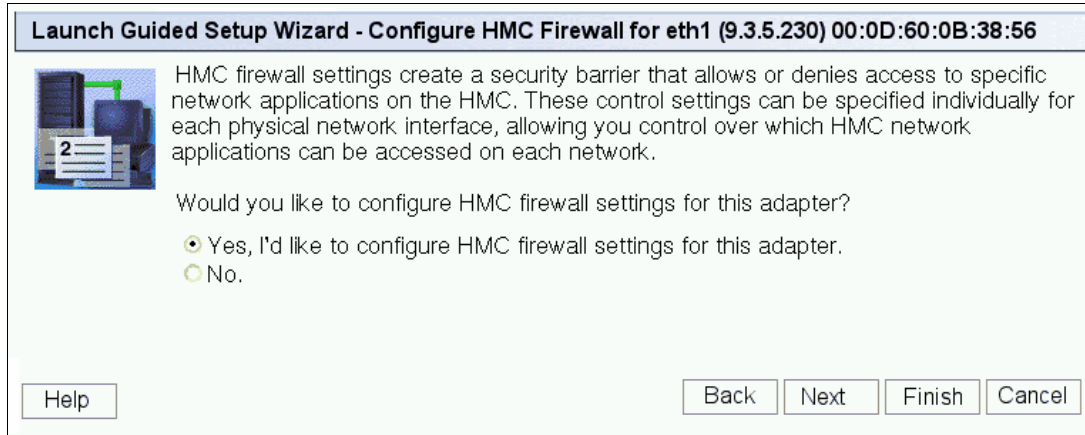 Launch Guided Setup Wizard - Configure HMC Firewall for eth1 (9.3.5.230) 00:0D:60:0B:38:56
HMC firewall settings create a security barrier that allows or denies access to specific
network applications on the HMC. These control settings can be specified individually for
each physical network interface, allowing you control over which HMC network
applications can be accessed on each network.
2
Would you like to configure HMC firewall settings for this adapter?
Yes, I'd like to configure HMC firewall settings for this adapter.
No.
Help
Back Next Finish Cancel